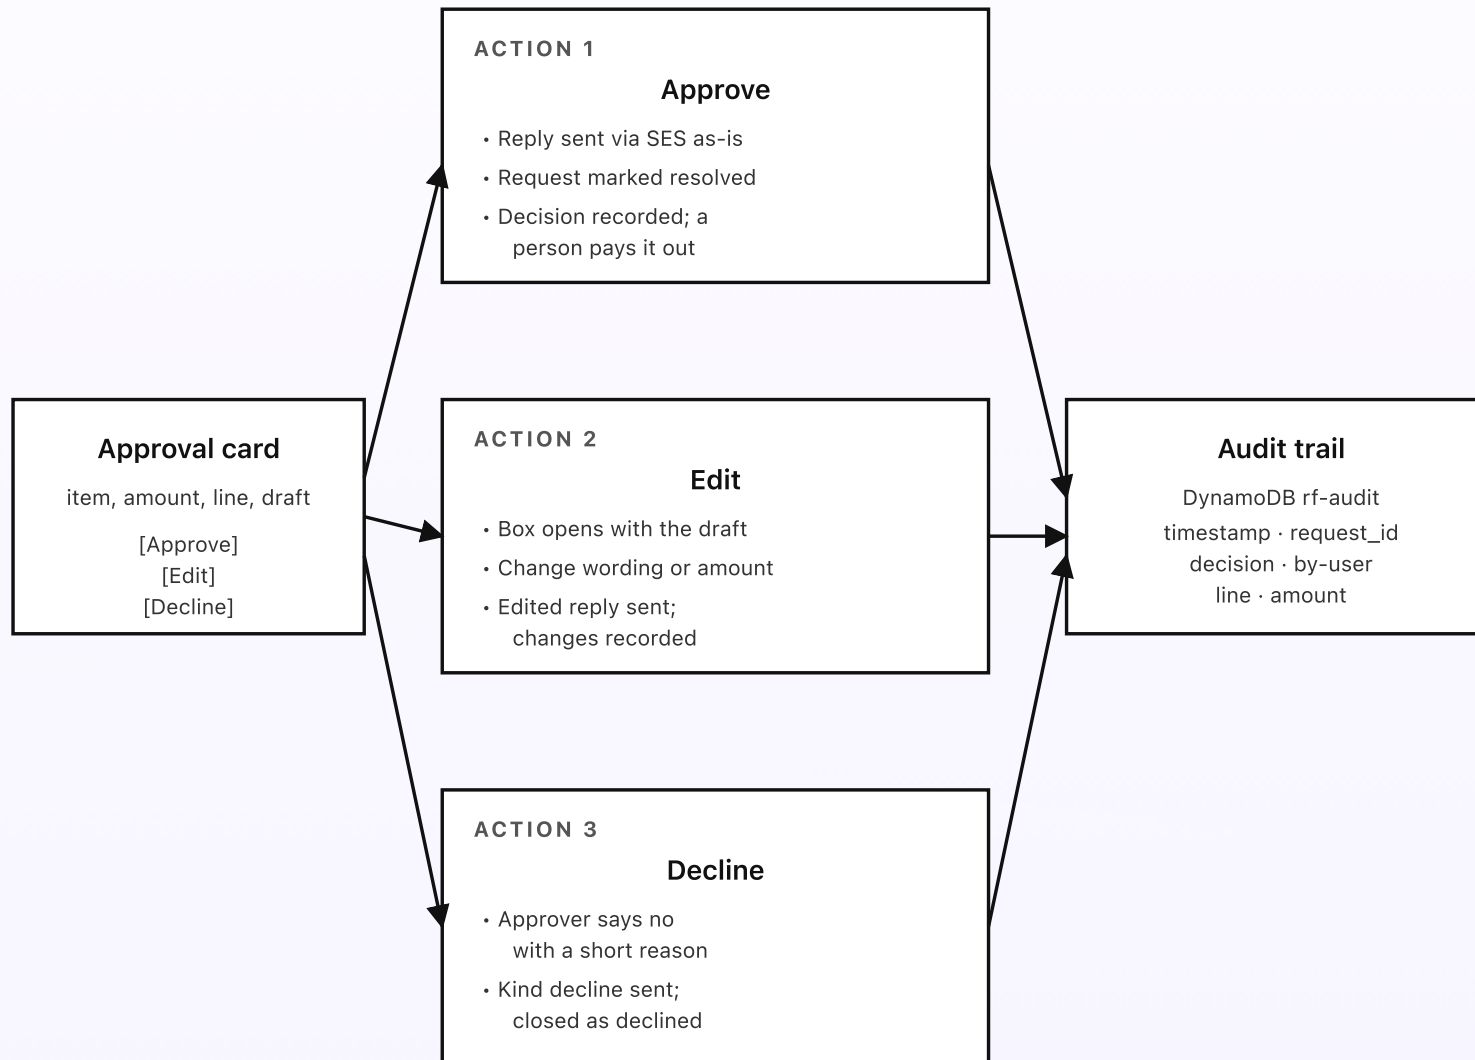 ACTION 1
Approve
• Reply sent via SES as-is
• Request marked resolved
• Decision recorded; a
person pays it out
Approval card
item, amount, line, draft
[Approve]
[Edit]
[Decline]
ACTION 2
Edit
• Box opens with the draft
• Change wording or amount
• Edited reply sent;
changes recorded
Audit trail
DynamoDB rf-audit
timestamp · request_id
decision · by-user
line · amount
ACTION 3
Decline
• Approver says no
with a short reason
• Kind decline sent;
closed as declined